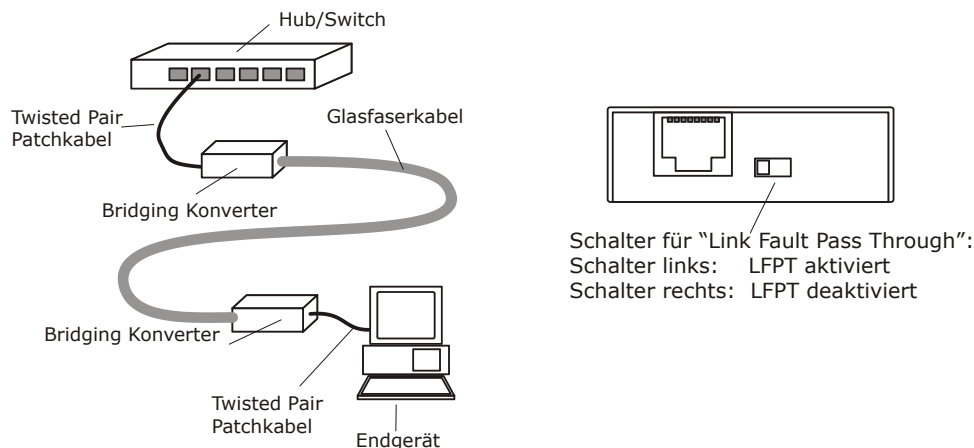 Hub/Switch
Twisted Pair
Patchkabel
Glasfaserkabel
Bridging Konverter
Bridging Konverter
Twisted Pair
Patchkabel
Endgerät
Schalter für “Link Fault Pass Through”:
Schalter links: LFPT aktiviert
Schalter rechts: LFPT deaktiviert